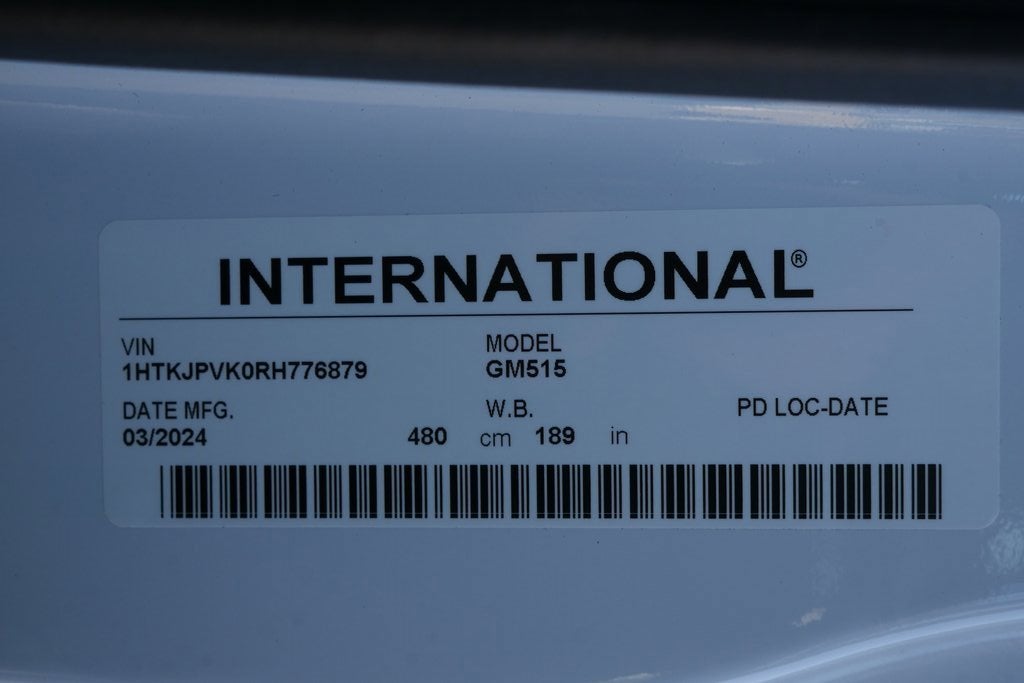 INTERNATIONAL®
VIN MODEL
1HTKJPVK0RH776879 GM515
DATE MFG. W.B. PD LOC-DATE
03/2024 480 cm 189 in